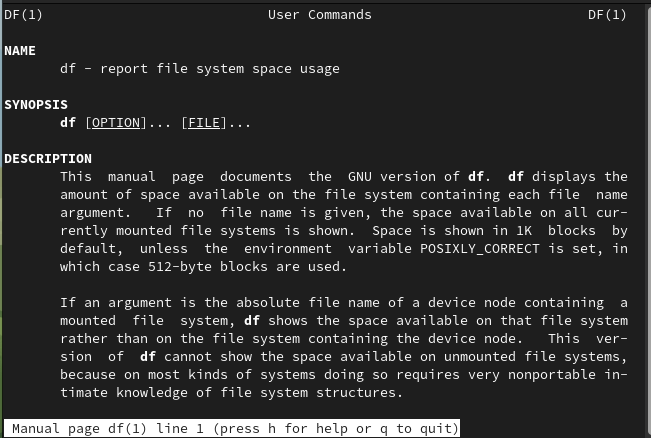 DF(1) User Commands DF(1)
NAME
df - report file system space usage
SYNOPSIS
df [OPTION]... [FILE]...
DESCRIPTION
This manual page documents the GNU version of df. df displays the
amount of space available on the file system containing each file name
argument. If no file name is given, the space available on all cur-
rently mounted file systems is shown. Space is shown in 1K blocks by
default, unless the environment variable POSIXLY_CORRECT is set, in
which case 512-byte blocks are used.
If an argument is the absolute file name of a device node containing a
mounted file system, df shows the space available on that file system
rather than on the file system containing the device node. This ver-
sion of df cannot show the space available on unmounted file systems,
because on most kinds of systems doing so requires very nonportable in-
timate knowledge of file system structures.
Manual page df(1) line 1 (press h for help or q to quit)